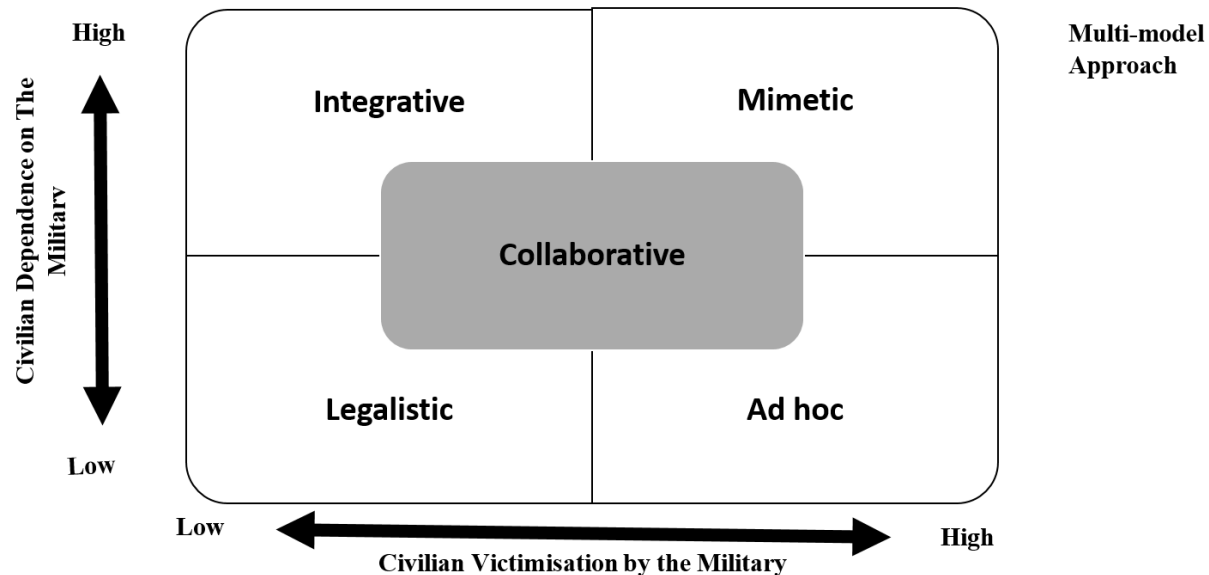 High
Multi-model
Approach
Integrative
Mimetic
Civilian Dependence on The
Military
Collaborative
Legalistic
Ad hoc
Low
Low
High
Civilian Victimisation by the Military